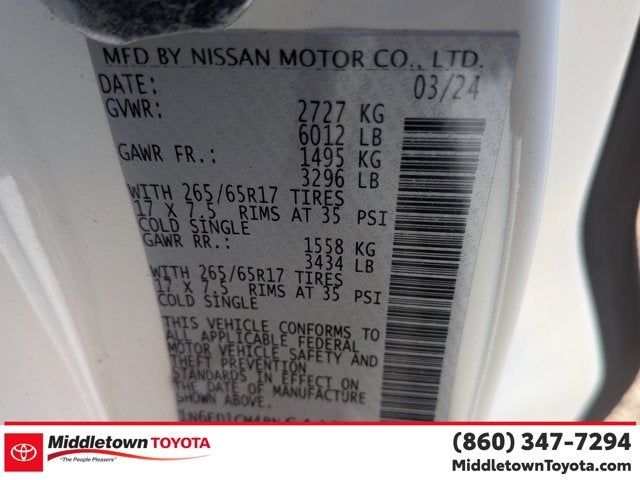 MFD BY NISSAN MOTOR CO., LTD.
DATE: 03/24
GVWR: 2727 KG
6012 LB
GAWR FR.: 1495 KG
3296 LB
WITH 265/65R17 TIRES
17 X 7.5 RIMS AT 35 PSI
COLD SINGLE
GAWR RR.: 1558 KG
3434 LB
WITH 265/65R17 TIRES
17 X 7.5 RIMS AT 35 PSI
COLD SINGLE
THIS VEHICLE CONFORMS TO
ALL APPLICABLE FEDERAL
MOTOR VEHICLE SAFETY AND
THEFT PREVENTION
STANDARDS IN EFFECT ON
THE DATE OF MANUFACTURE
Middletown TOYOTA
"The People Pleasers"
(860) 347-7294
MiddletownToyota.com